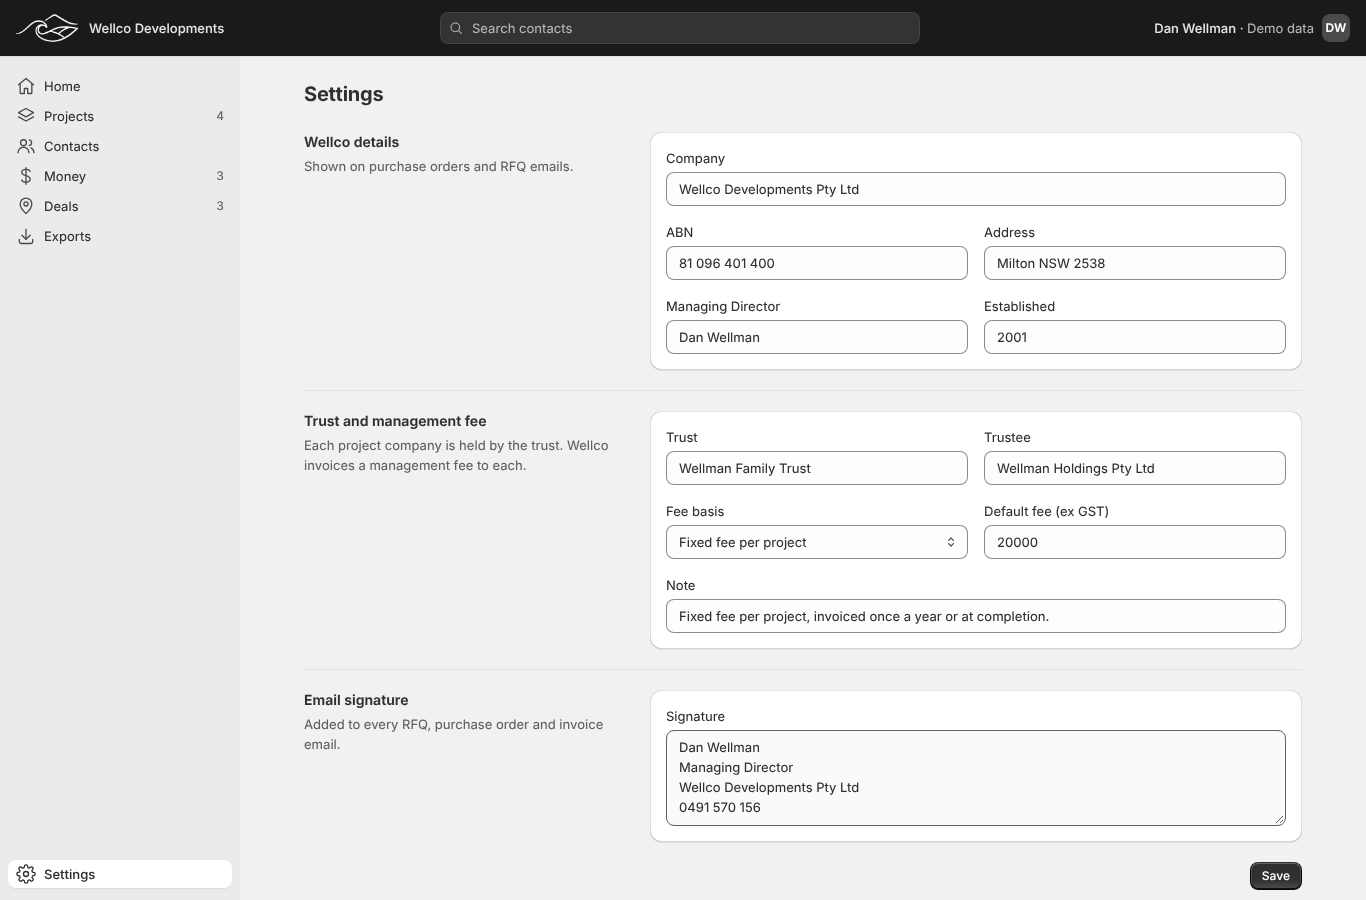 Wellco Developments
Search contacts
Dan Wellman · Demo data
DW
Home
Projects 4
Contacts
Money 3
Deals 3
Exports
Settings
Settings
Wellco details
Shown on purchase orders and RFQ emails.
Company
Wellco Developments Pty Ltd
ABN
81 096 401 400
Address
Milton NSW 2538
Managing Director
Dan Wellman
Established
2001
Trust and management fee
Each project company is held by the trust. Wellco
invoices a management fee to each.
Trust
Wellman Family Trust
Trustee
Wellman Holdings Pty Ltd
Fee basis
Fixed fee per project
Default fee (ex GST)
20000
Note
Fixed fee per project, invoiced once a year or at completion.
Email signature
Added to every RFQ, purchase order and invoice
email.
Signature
Dan Wellman
Managing Director
Wellco Developments Pty Ltd
0491 570 156
Save